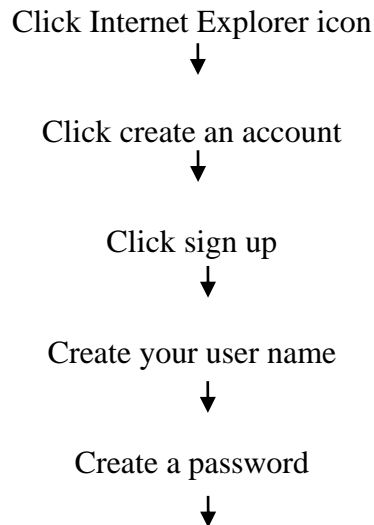 Click Internet Explorer icon
Click create an account
Click sign up
Create your user name
Create a password